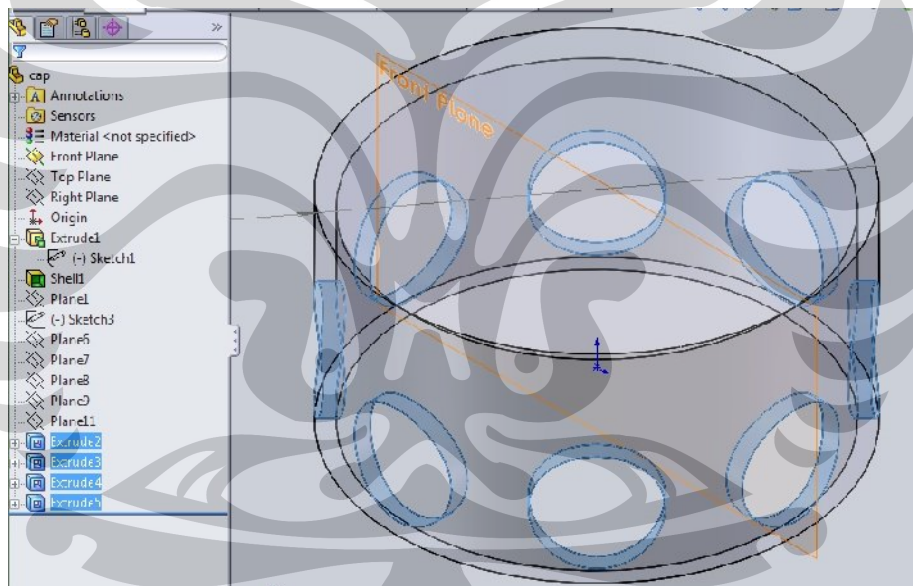 cap
Annotations
Sensors
Material <not specified>
Front Plane
Top Plane
Right Plane
Origin
Extrude1
(-) Sketch1
Shell1
Plane1
(-) Sketch3
Plane6
Plane7
Plane8
Plane9
Plane11
Extrude2
Extrude3
Extrude4
Extrude5
Front Plane